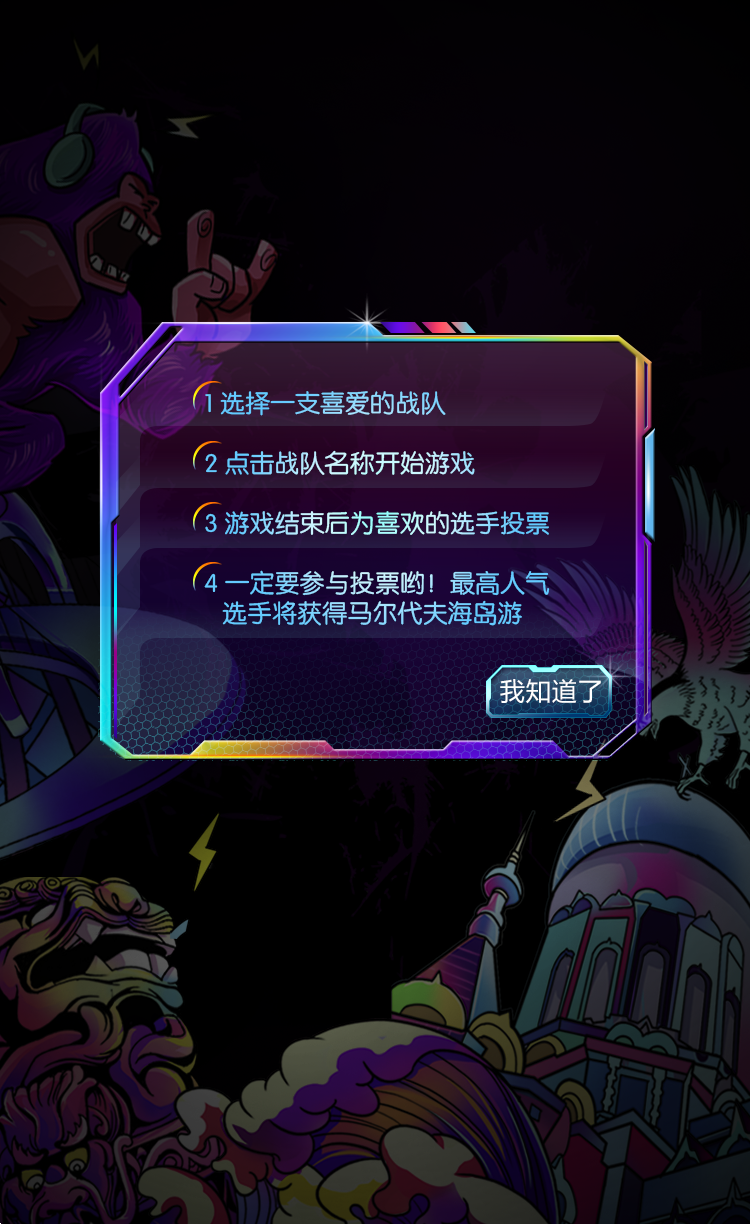 1 选择一支喜爱的战队
2 点击战队名称开始游戏
3 游戏结束后为喜欢的选手投票
4 一定要参与投票哟！最高人气
选手将获得马尔代夫海岛游
我知道了